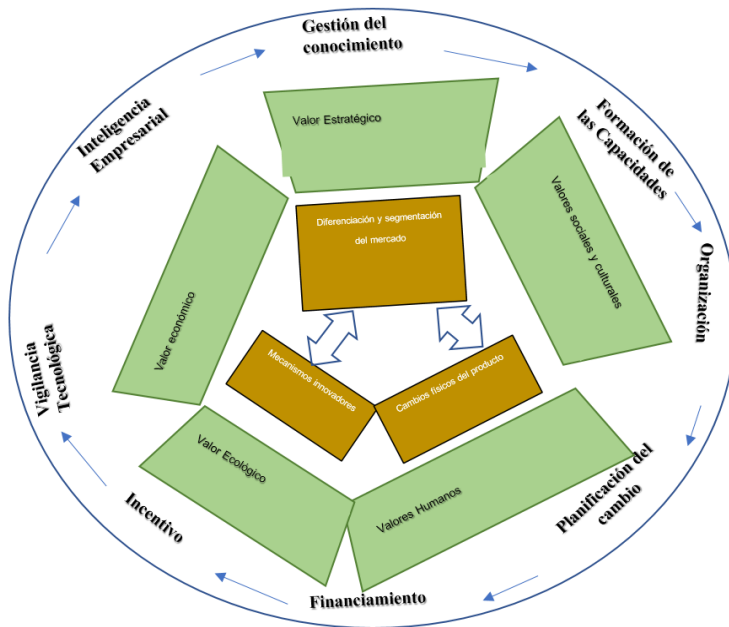 Gestión del
conocimiento
Formación de
las Capacidades
Organización
Planificación del
cambio
Financiamiento
Incentivo
Vigilancia
Tecnológica
Inteligencia
Empresarial
Valor Estratégico
Valores sociales y culturales
Valores Humanos
Valor Ecológico
Valor económico
Diferenciación y segmentación
del mercado
Mecanismos innovadores
Cambios físicos del producto